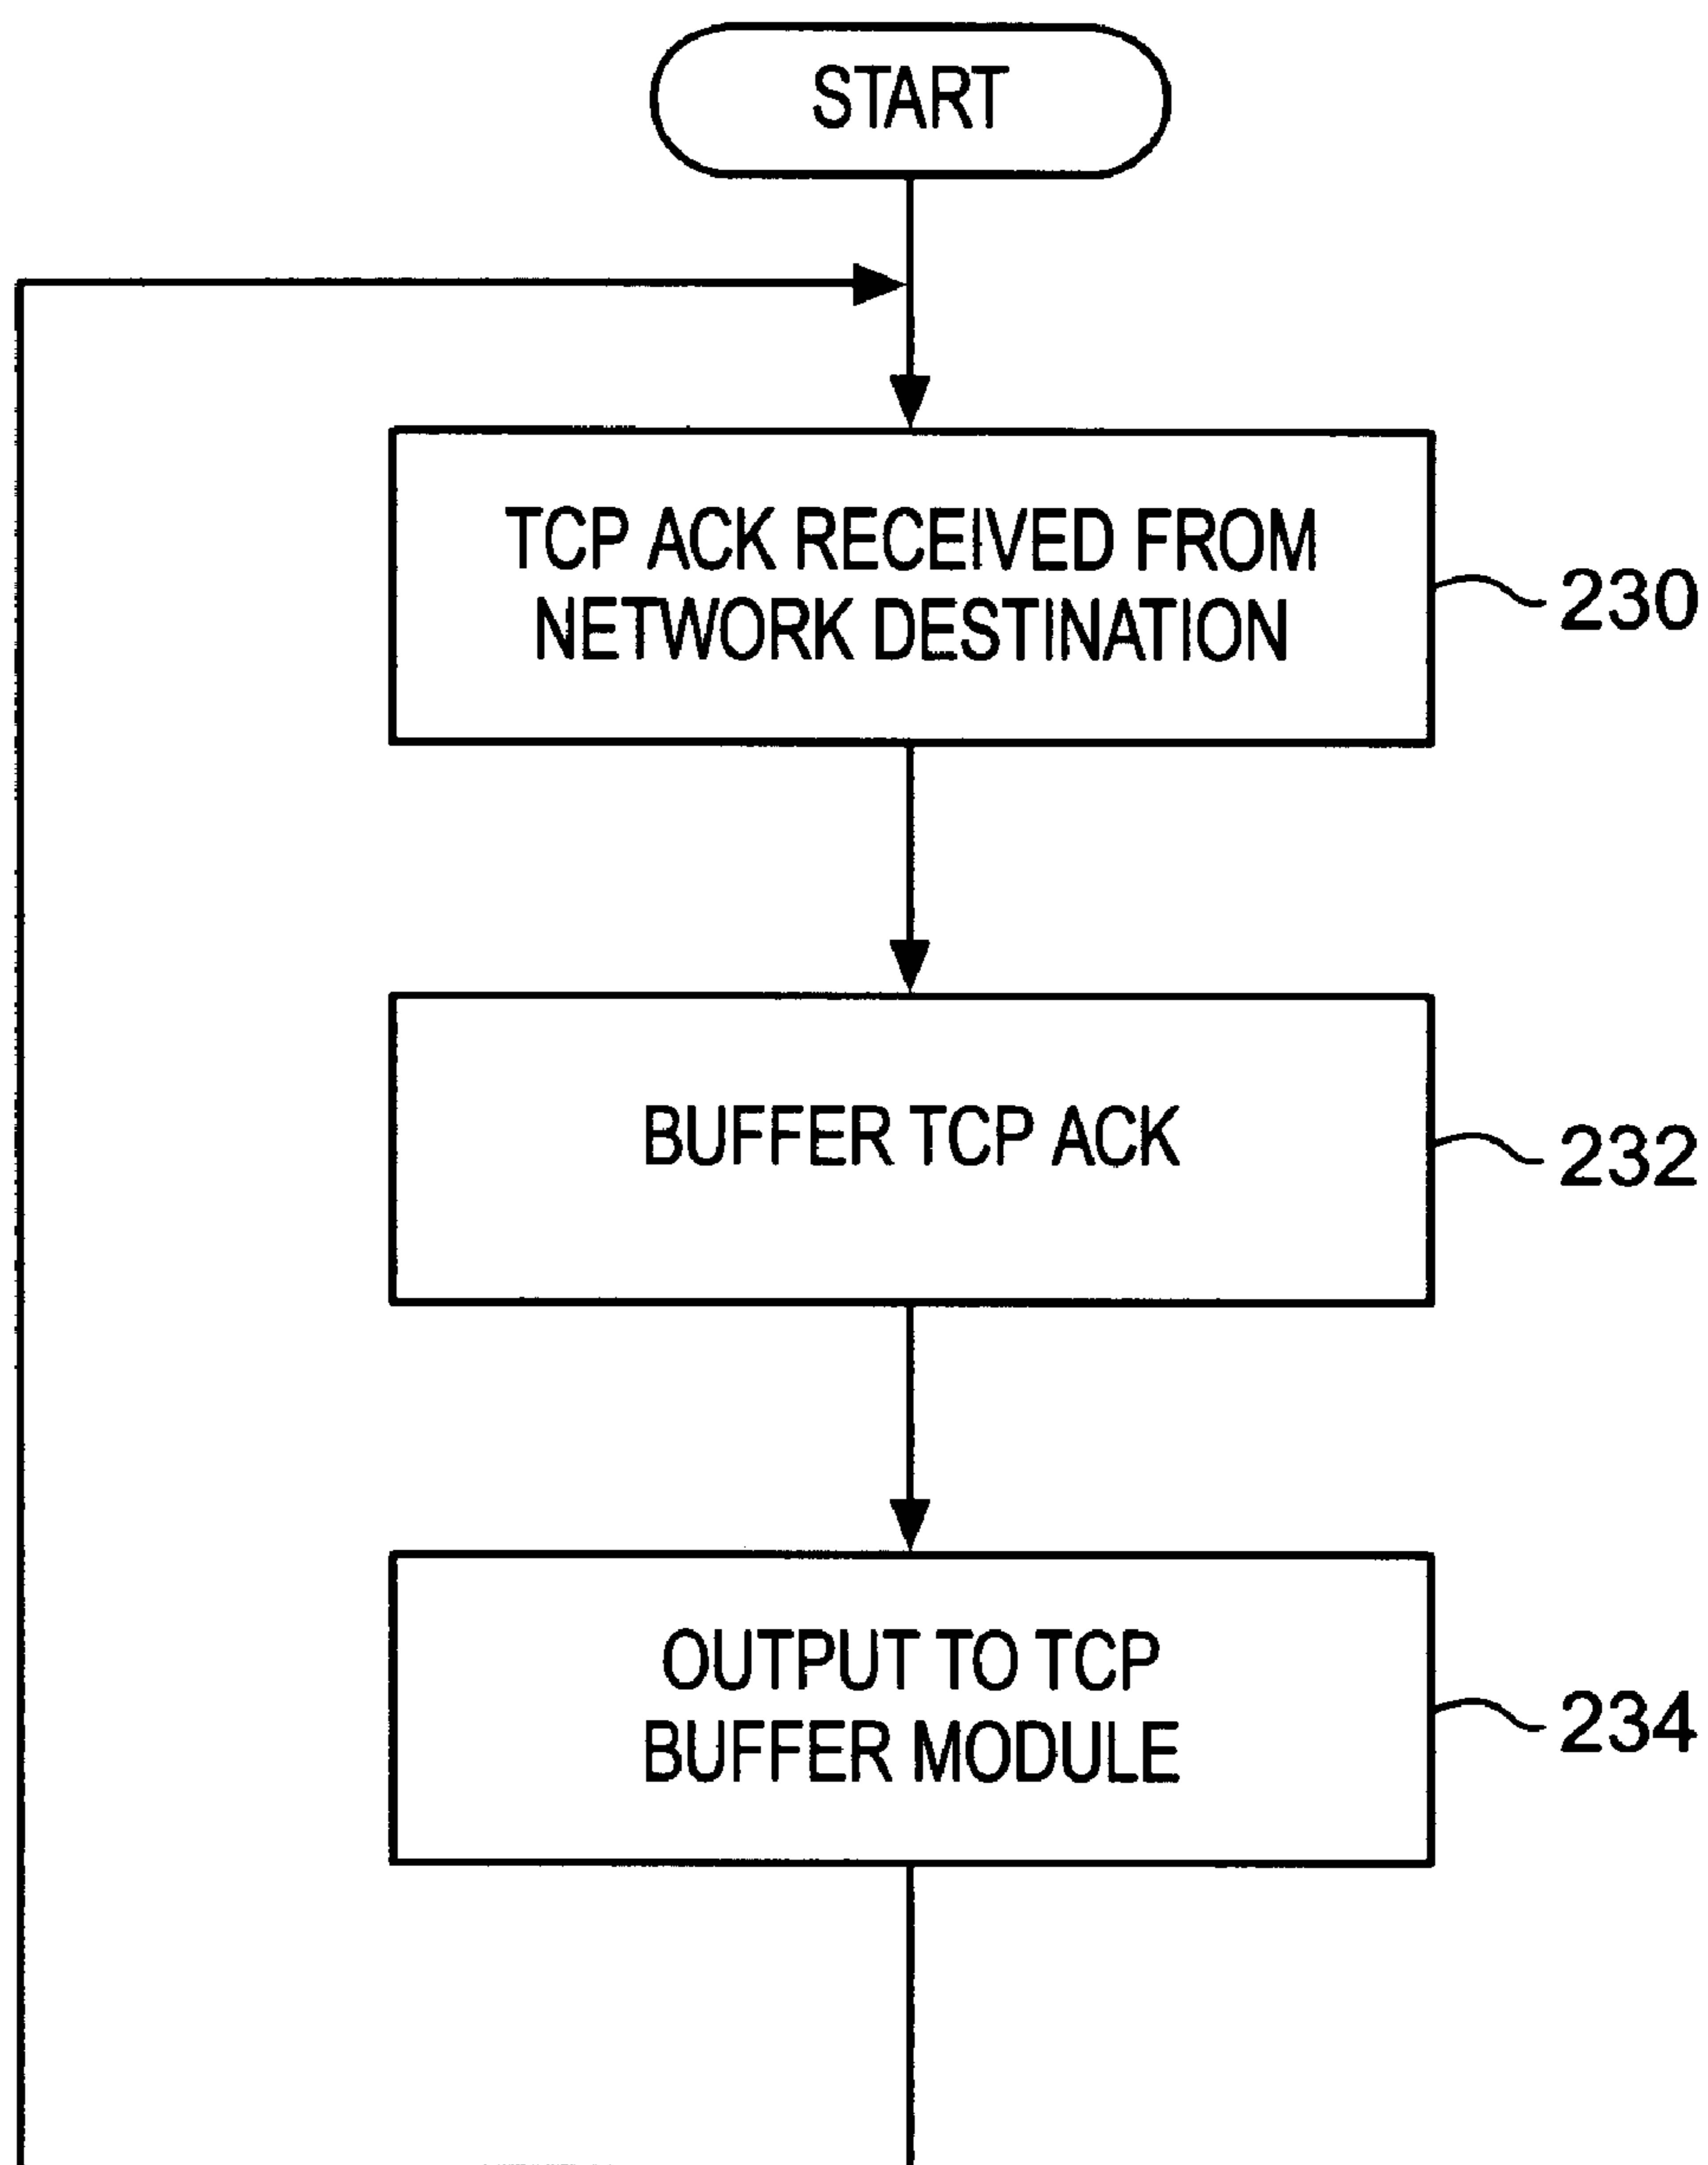 START
TCP ACK RECEIVED FROM
NETWORK DESTINATION
230
BUFFER TCP ACK
232
OUTPUT TO TCP
BUFFER MODULE
234